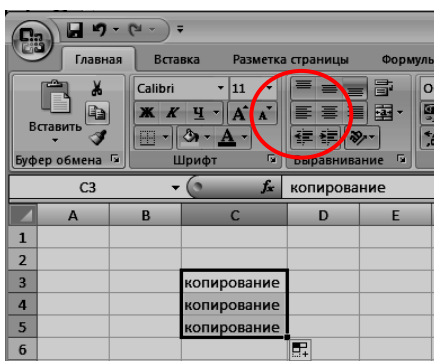 Главная Вставка Разметка страницы Формулы
Calibri 11
Вставить
Ж К Ч А А А
Буфер обмена Шрифт Выравнивание
C3 fx копирование
A B C D E
1
2
3 копирование
4 копирование
5 копирование
6